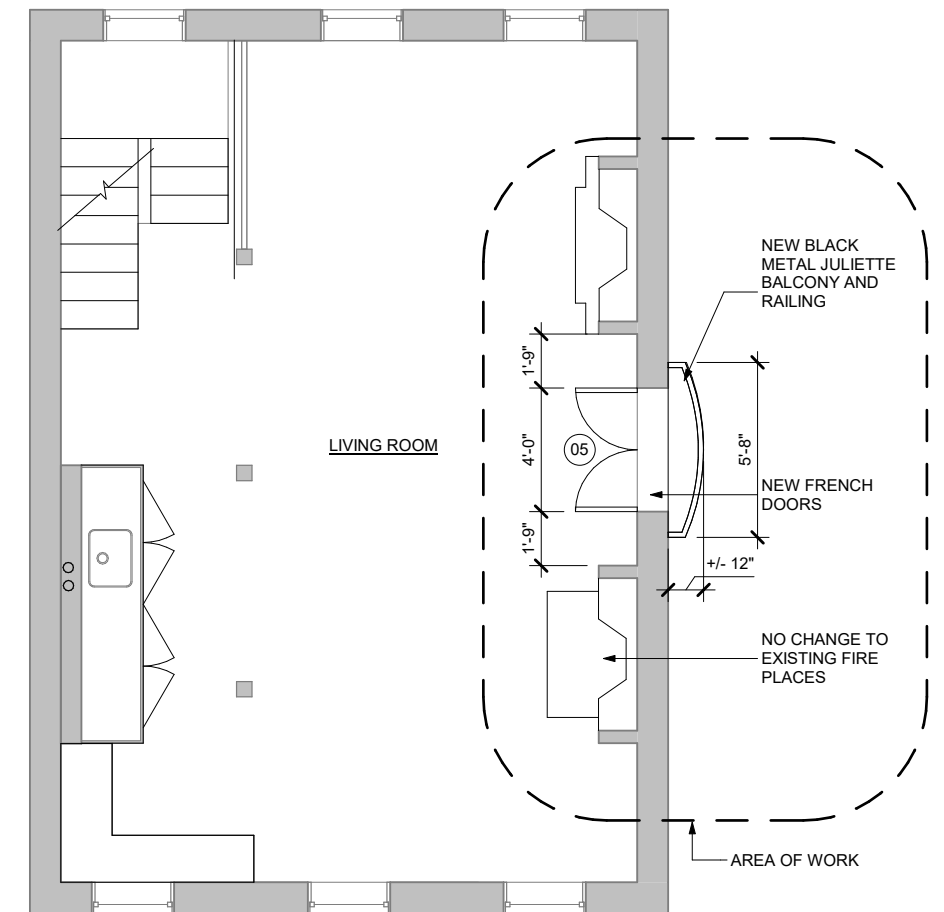 NEW BLACK
METAL JULIETTE
BALCONY AND
RAILING
1'-9"
LIVING ROOM
4'-0"
05
5'-8"
NEW FRENCH
DOORS
1'-9"
+/- 12"
NO CHANGE TO
EXISTING FIRE
PLACES
AREA OF WORK